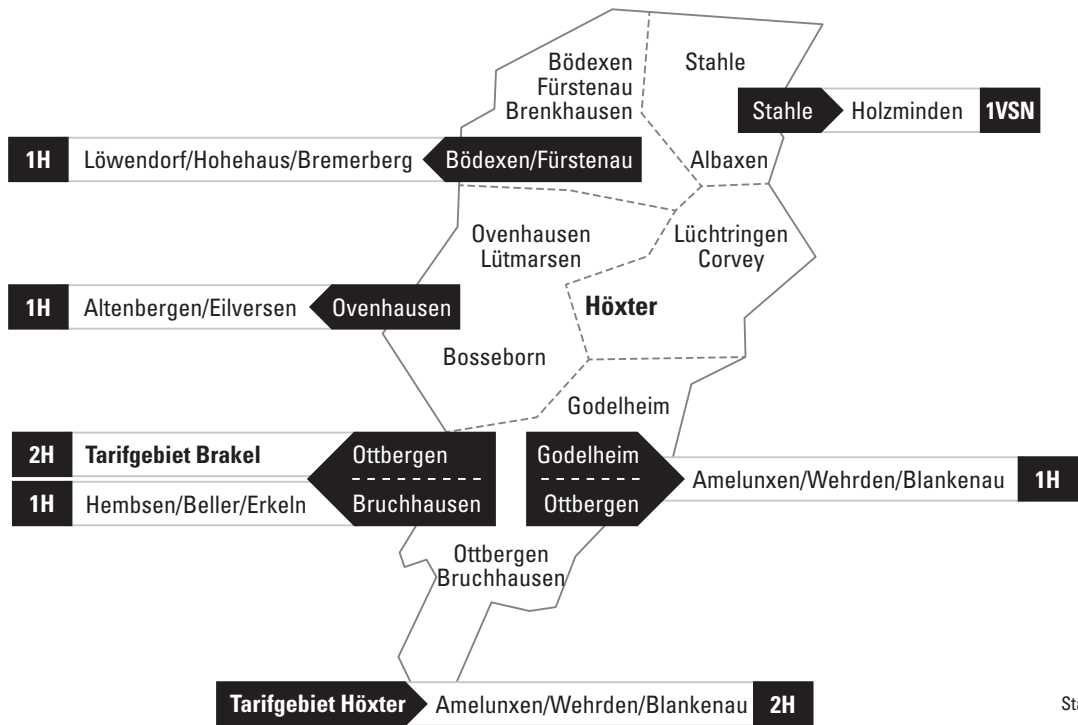 Bödexen
Fürstenau
Brenkhausen
Stahle
Stahle Holzminden 1VSN
1H Löwendorf/Hohehaus/Bremerberg Bödexen/Fürstenau
Albaxen
Ovenhausen
Lütmarsen
Lüchtringen
Corvey
1H Altenbergen/Eilversen Ovenhausen
Höxter
Bosseborn
Godelheim
2H Tarifgebiet Brakel Ottbergen
1H Hembsen/Beller/Erkeln Bruchhausen
Godelheim
Ottbergen
Amelunxen/Wehrden/Blankenau 1H
Ottbergen
Bruchhausen
Tarifgebiet Höxter Amelunxen/Wehrden/Blankenau 2H